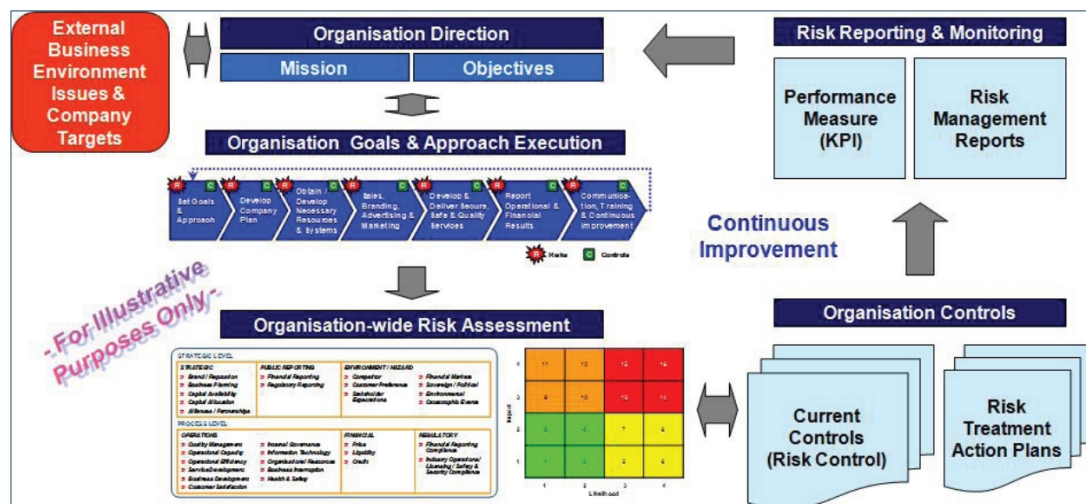 External
Business
Environment
Issues &
Company
Targets
Organisation Direction
Mission
Objectives
Risk Reporting & Monitoring
Performance
Measure
(KPI)
Risk
Management
Reports
Organisation Goals & Approach Execution
R C R C R C R C R C R C R C
Set Goals
&
Approach
Develop
Company
Plan
Obtain /
Develop
Necessary
Resources
& Systems
Sales,
Branding,
Advertising &
Marketing
Develop &
Deliver Secure,
Safe & Quality
Services
Report
Operational &
Financial
Results
Communica-
tion, Training
& Continuous
Improvement
R Risks
C Controls
Continuous
Improvement
- For Illustrative
Purposes Only -
Organisation-wide Risk Assessment
STRATEGIC LEVEL
STRATEGIC
Brand / Reputation
Business Planning
Capital Availability
Capital Allocation
Alliances / Partnerships
PUBLIC REPORTING
Financial Reporting
Regulatory Reporting
ENVIRONMENT / HAZARD
Competitor
Customer Preference
Stakeholder
Expectations
Financial Markets
Sovereign / Political
Environmental
Catastrophic Events
PROCESS LEVEL
OPERATIONS
Quality Management
Operational Capacity
Operational Efficiency
Service Development
Business Development
Customer Satisfaction
Internal Governance
Information Technology
Organisational Resources
Business Interruption
Health & Safety
FINANCIAL
Price
Liquidity
Credit
REGULATORY
Financial Reporting
Compliance
Industry Operational
Licensing / Safety &
Security Compliance
Impact
4 11 12 15 16
3 9 10 13 14
2 3 4 7 8
1 1 2 5 6
1 2 3 4
Likelihood
Organisation Controls
Current
Controls
(Risk Control)
Risk
Treatment
Action Plans